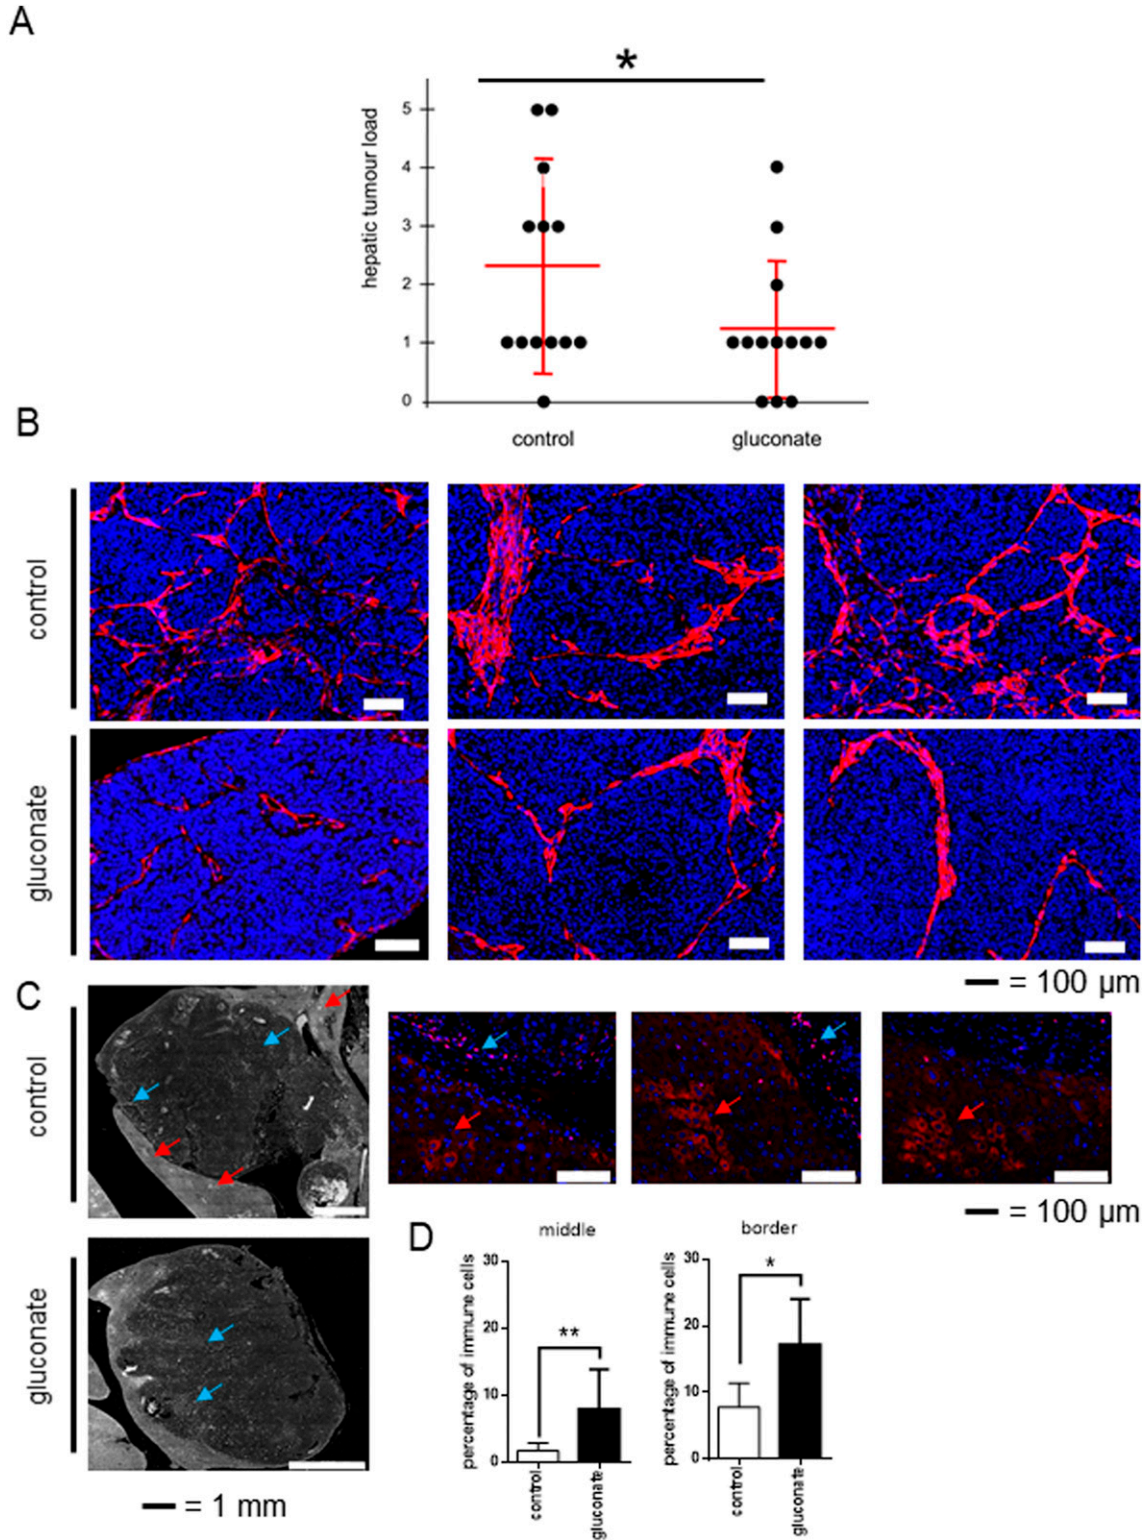 A
*
hepatic tumour load
5
4
3
2
1
0
control
gluconate
B
control
gluconate
= 100 µm
C
control
gluconate
= 1 mm
= 100 µm
D
middle
percentage of immune cells
30
20
10
0
**
control
gluconate
border
percentage of immune cells
30
20
10
0
*
control
gluconate